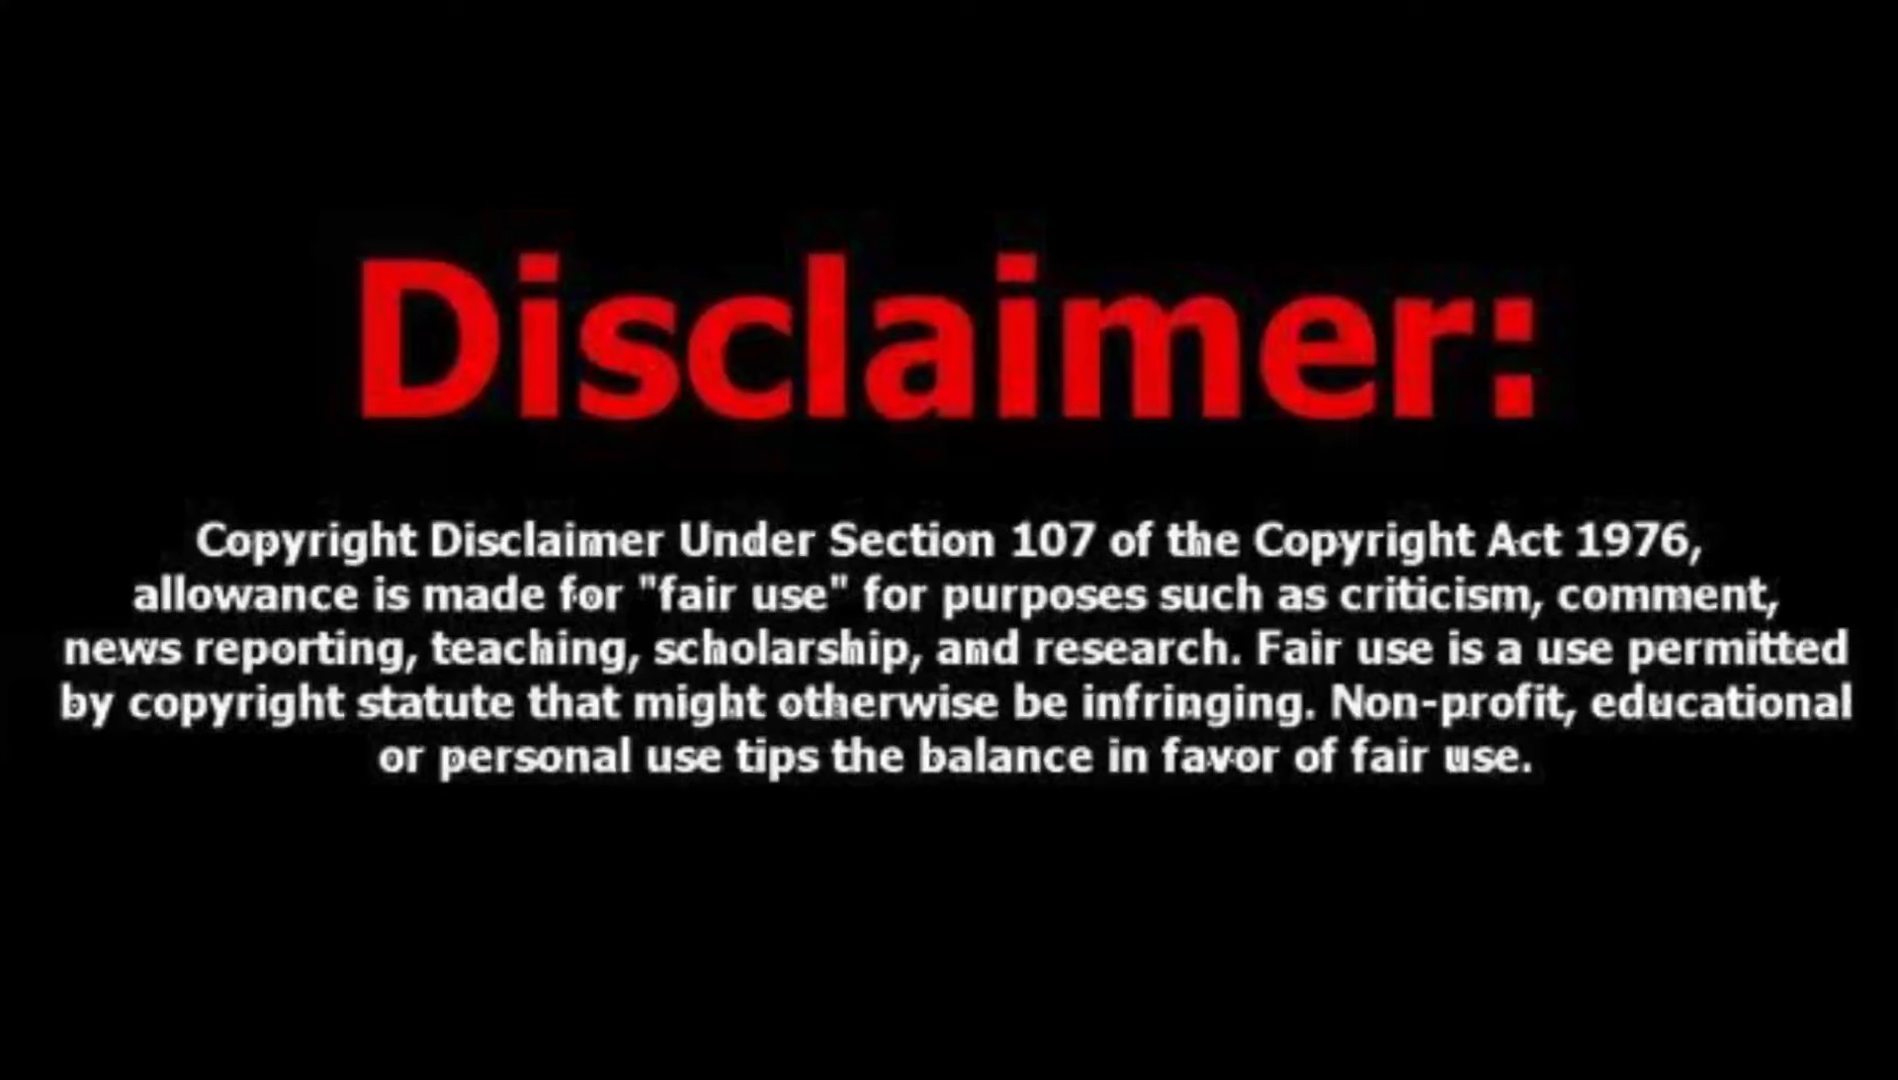 Disclaimer:
Copyright Disclaimer Under Section 107 of the Copyright Act 1976,
allowance is made for "fair use" for purposes such as criticism, comment,
news reporting, teaching, scholarship, and research. Fair use is a use permitted
by copyright statute that might otherwise be infringing. Non-profit, educational
or personal use tips the balance in favor of fair use.